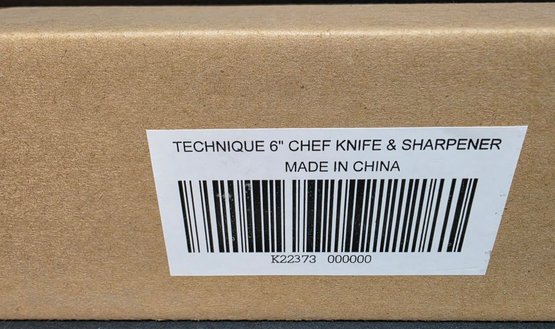 TECHNIQUE 6" CHEF KNIFE & SHARPENER
MADE IN CHINA
K22373 000000